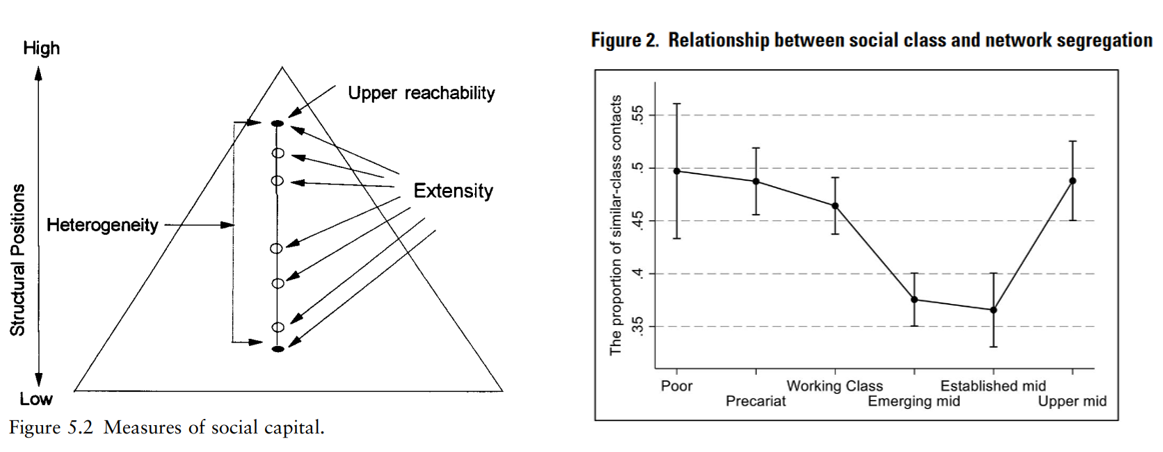 High
Upper reachability
Extensity
Heterogeneity
Structural Positions
Low
Figure 5.2 Measures of social capital.
Figure 2. Relationship between social class and network segregation
The proportion of similar-class contacts
.55
.5
.45
.4
.35
Poor
Precariat
Working Class
Emerging mid
Established mid
Upper mid